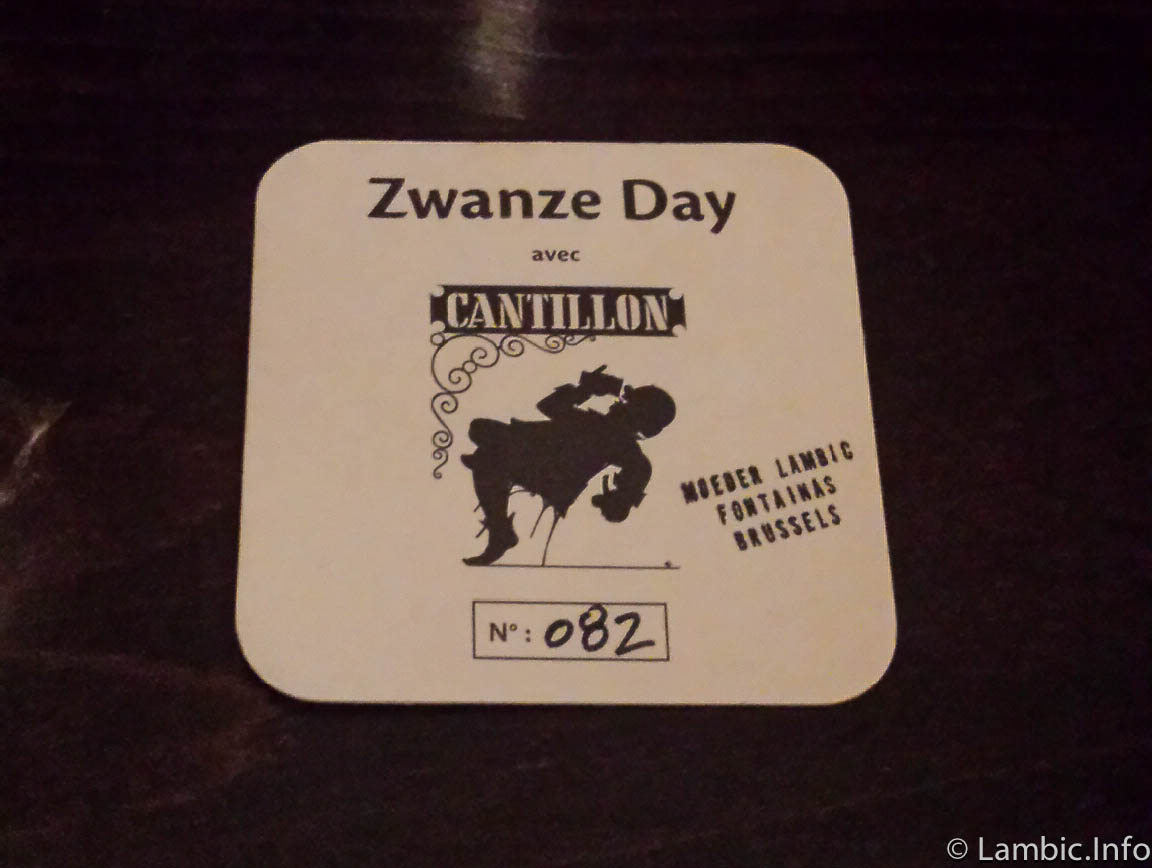 Zwanze Day
avec
CANTILLON
MOEDER LAMBIC
FONTAINAS
BRUSSELS
N° : 082
© Lambic.Info